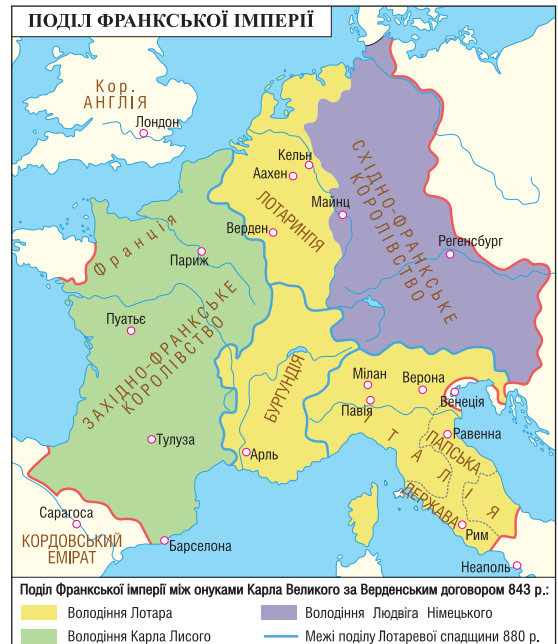 ПОДІЛ ФРАНКСЬКОЇ ІМПЕРІЇ
Кор.
АНГЛІЯ
Лондон
Кельн
Аахен
ЛОТАРИНГІЯ
Майнц
СХІДНО-ФРАНКСЬКЕ
КОРОЛІВСТВО
Верден
Франція
Париж
Регенсбург
Пуатьє
ЗАХІДНО-ФРАНКСЬКЕ
КОРОЛІВСТВО
БУРГУНДІЯ
Мілан
Верона
Венеція
Павія
Равенна
Тулуза
Арль
ІТАЛІЯ
ПАПСЬКА
ДЕРЖАВА
Рим
Сарагоса
КОРДОВСЬКИЙ
ЕМІРАТ
Барселона
Неаполь
Поділ Франкської імперії між онуками Карла Великого за Верденським договором 843 р.:
Володіння Лотара
Володіння Людвіга Німецького
Володіння Карла Лисого
Межі поділу Лотаревої спадщини 880 р.